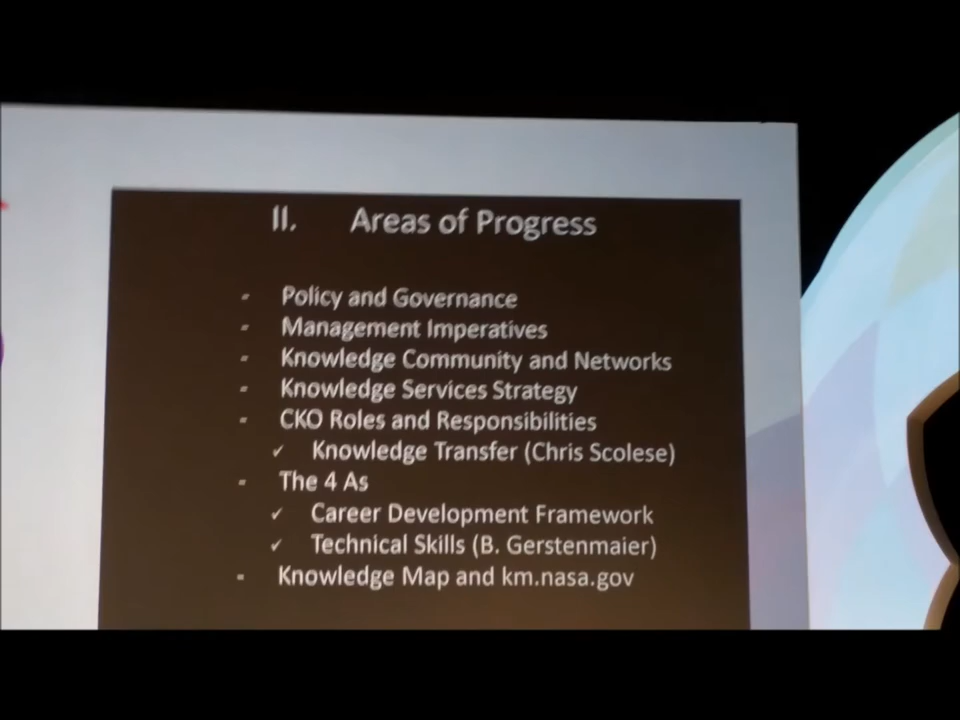 II. Areas of Progress
- Policy and Governance
- Management Imperatives
- Knowledge Community and Networks
- Knowledge Services Strategy
- CKO Roles and Responsibilities
✓ Knowledge Transfer (Chris Scolese)
- The 4 As
✓ Career Development Framework
✓ Technical Skills (B. Gerstenmaier)
- Knowledge Map and km.nasa.gov